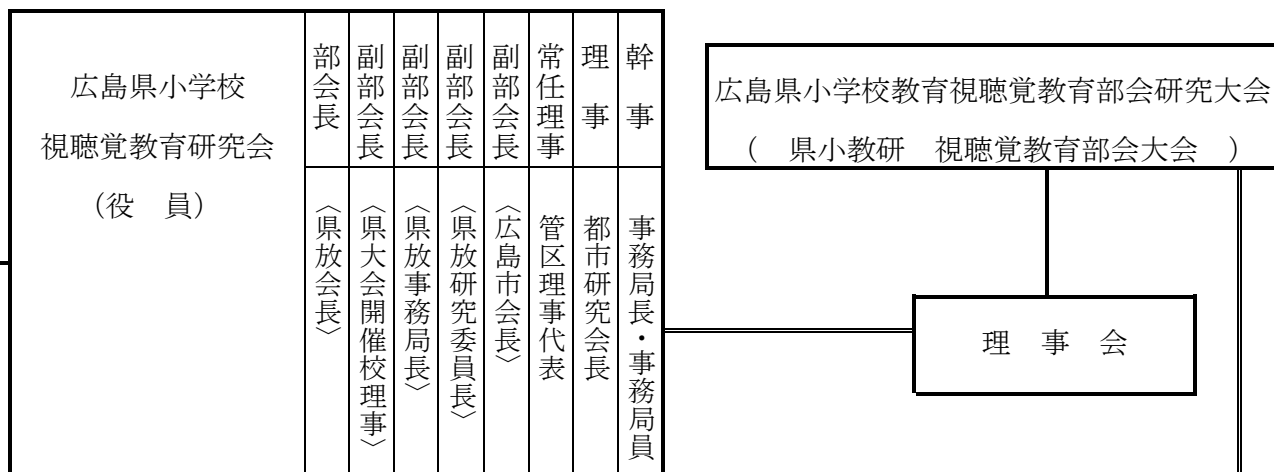 広島県小学校
視聴覚教育研究会
（役　員）
部会長
〈県放会長〉
副部会長
〈県大会開催校理事〉
副部会長
〈県放事務局長〉
副部会長
〈県放研究委員長〉
副部会長
〈広島市会長〉
常任理事
管区理事代表
理　事
都市研究会長
幹　事
事務局長・事務局員
広島県小学校教育視聴覚教育部会研究大会
（　県小教研　視聴覚教育部会大会　）
理　事　会